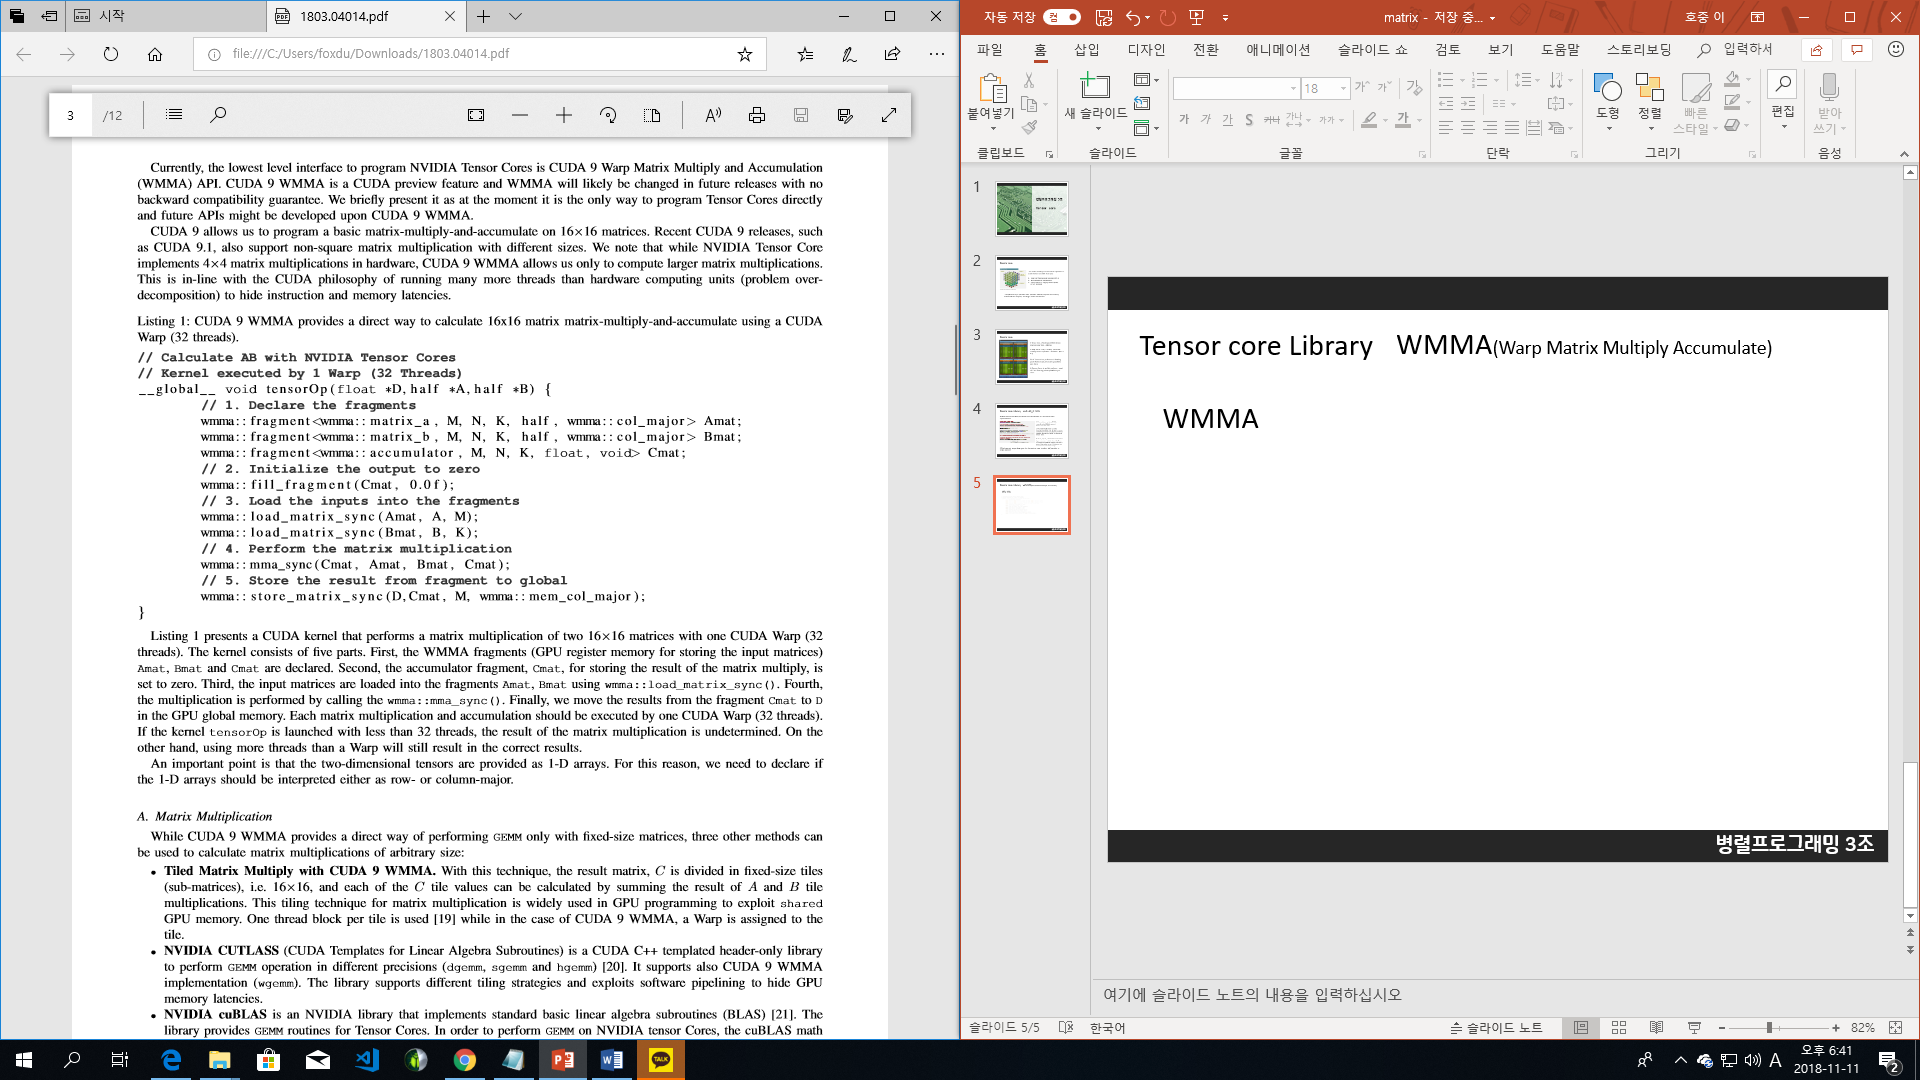 시작
1803.04014.pdf
file:///C:/Users/foxdu/Downloads/1803.04014.pdf
3 /12
Currently, the lowest level interface to program NVIDIA Tensor Cores is CUDA 9 Warp Matrix Multiply and Accumulation
(WMMA) API. CUDA 9 WMMA is a CUDA preview feature and WMMA will likely be changed in future releases with no
backward compatibility guarantee. We briefly present it as at the moment it is the only way to program Tensor Cores directly
and future APIs might be developed upon CUDA 9 WMMA.
CUDA 9 allows us to program a basic matrix-multiply-and-accumulate on 16×16 matrices. Recent CUDA 9 releases, such
as CUDA 9.1, also support non-square matrix multiplication with different sizes. We note that while NVIDIA Tensor Core
implements 4×4 matrix multiplications in hardware, CUDA 9 WMMA allows us only to compute larger matrix multiplications.
This is in-line with the CUDA philosophy of running many more threads than hardware computing units (problem over-
decomposition) to hide instruction and memory latencies.
Listing 1: CUDA 9 WMMA provides a direct way to calculate 16x16 matrix matrix-multiply-and-accumulate using a CUDA
Warp (32 threads).
// Calculate AB with NVIDIA Tensor Cores
// Kernel executed by 1 Warp (32 Threads)
__global__ void tensorOp(float *D,half *A,half *B) {
// 1. Declare the fragments
wmma::fragment<wmma::matrix_a, M, N, K, half, wmma::col_major> Amat;
wmma::fragment<wmma::matrix_b, M, N, K, half, wmma::col_major> Bmat;
wmma::fragment<wmma::accumulator, M, N, K, float, void> Cmat;
// 2. Initialize the output to zero
wmma::fill_fragment(Cmat, 0.0f);
// 3. Load the inputs into the fragments
wmma::load_matrix_sync(Amat, A, M);
wmma::load_matrix_sync(Bmat, B, K);
// 4. Perform the matrix multiplication
wmma::mma_sync(Cmat, Amat, Bmat, Cmat);
// 5. Store the result from fragment to global
wmma::store_matrix_sync(D,Cmat, M, wmma::mem_col_major);
}
Listing 1 presents a CUDA kernel that performs a matrix multiplication of two 16×16 matrices with one CUDA Warp (32
threads). The kernel consists of five parts. First, the WMMA fragments (GPU register memory for storing the input matrices)
Amat, Bmat and Cmat are declared. Second, the accumulator fragment, Cmat, for storing the result of the matrix multiply, is
set to zero. Third, the input matrices are loaded into the fragments Amat, Bmat using wmma::load_matrix_sync(). Fourth,
the multiplication is performed by calling the wmma::mma_sync(). Finally, we move the results from the fragment Cmat to D
in the GPU global memory. Each matrix multiplication and accumulation should be executed by one CUDA Warp (32 threads).
If the kernel tensorOp is launched with less than 32 threads, the result of the matrix multiplication is undetermined. On the
other hand, using more threads than a Warp will still result in the correct results.
An important point is that the two-dimensional tensors are provided as 1-D arrays. For this reason, we need to declare if
the 1-D arrays should be interpreted either as row- or column-major.
A. Matrix Multiplication
While CUDA 9 WMMA provides a direct way of performing GEMM only with fixed-size matrices, three other methods can
be used to calculate matrix multiplications of arbitrary size:
• Tiled Matrix Multiply with CUDA 9 WMMA. With this technique, the result matrix, C is divided in fixed-size tiles
(sub-matrices), i.e. 16×16, and each of the C tile values can be calculated by summing the result of A and B tile
multiplications. This tiling technique for matrix multiplication is widely used in GPU programming to exploit shared
GPU memory. One thread block per tile is used [19] while in the case of CUDA 9 WMMA, a Warp is assigned to the
tile.
• NVIDIA CUTLASS (CUDA Templates for Linear Algebra Subroutines) is a CUDA C++ templated header-only library
to perform GEMM operation in different precisions (dgemm, sgemm and hgemm) [20]. It supports also CUDA 9 WMMA
implementation (wgemm). The library supports different tiling strategies and exploits software pipelining to hide GPU
memory latencies.
• NVIDIA cuBLAS is an NVIDIA library that implements standard basic linear algebra subroutines (BLAS) [21]. The
library provides GEMM routines for Tensor Cores. In order to perform GEMM on NVIDIA tensor Cores, the cuBLAS math
자동 저장 켬 matrix - 저장 중... 호중 이
파일 홈 삽입 디자인 전환 애니메이션 슬라이드 쇼 검토 보기 도움말 스토리보딩 입력하서
붙여넣기 새 슬라이드 18 도형 정렬 빠른 스타일 편집 받아쓰기
클립보드 슬라이드 글꼴 단락 그리기 음성
1
2
3
4
5
Tensor core Library WMMA(Warp Matrix Multiply Accumulate)
WMMA
병렬프로그래밍 3조
여기에 슬라이드 노트의 내용을 입력하십시오
슬라이드 5/5 한국어 슬라이드 노트 82%
TALK
A 오후 6:41
2018-11-11 2